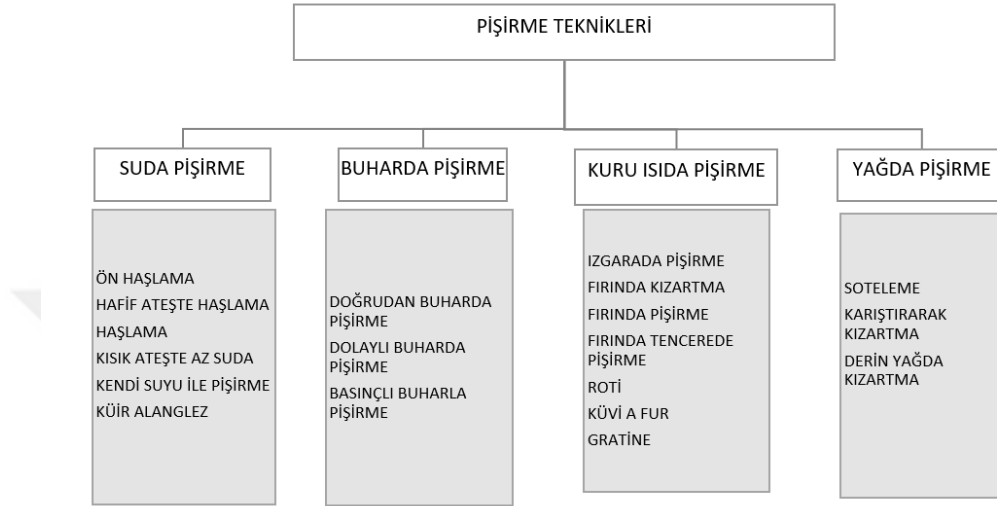 PİŞİRME TEKNİKLERİ
SUDA PİŞİRME
ÖN HAŞLAMA
HAFİF ATEŞTE HAŞLAMA
HAŞLAMA
KISIK ATEŞTE AZ SUDA
KENDİ SUYU İLE PİŞİRME
KÜİR ALANGLEZ
BUHARDA PİŞİRME
DOĞRUDAN BUHARDA
PİŞİRME
DOLAYLI BUHARDA
PİŞİRME
BASINÇLI BUHARLA
PİŞİRME
KURU ISIDA PİŞİRME
IZGARADA PİŞİRME
FIRINDA KIZARTMA
FIRINDA PİŞİRME
FIRINDA TENCEREDE
PİŞİRME
ROTİ
KÜVİ A FUR
GRATİNE
YAĞDA PİŞİRME
SOTELEME
KARIŞTIRARAK
KIZARTMA
DERİN YAĞDA
KIZARTMA